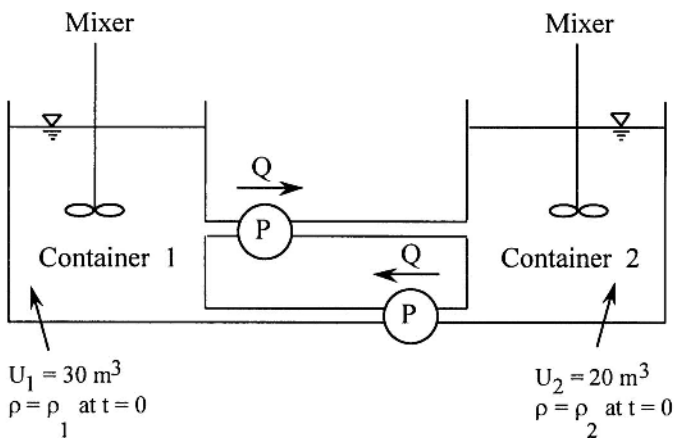 Mixer
Mixer
Q
P
Container 1
Container 2
Q
P
U₁ = 30 m³
ρ = ρ₁ at t = 0
U₂ = 20 m³
ρ = ρ₂ at t = 0